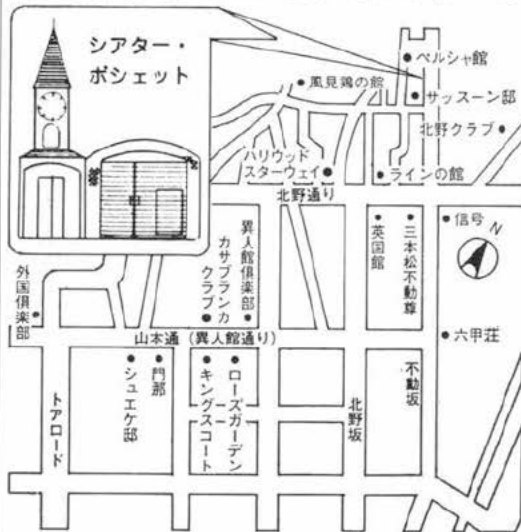 シアター・
ポシェット
ペルシャ館
風見鶏の館
サッスーン邸
北野クラブ
ハリウッド
スターウェイ
ラインの館
北野通り
信号
N
外国倶楽部
カサブランカ
クラブ
異人館倶楽部
英国館
三本松不動尊
六甲荘
山本通(異人館通り)
トアロード
シュエケ邸
門邪
キングスコート
ローズガーデン
北野坂
不動坂